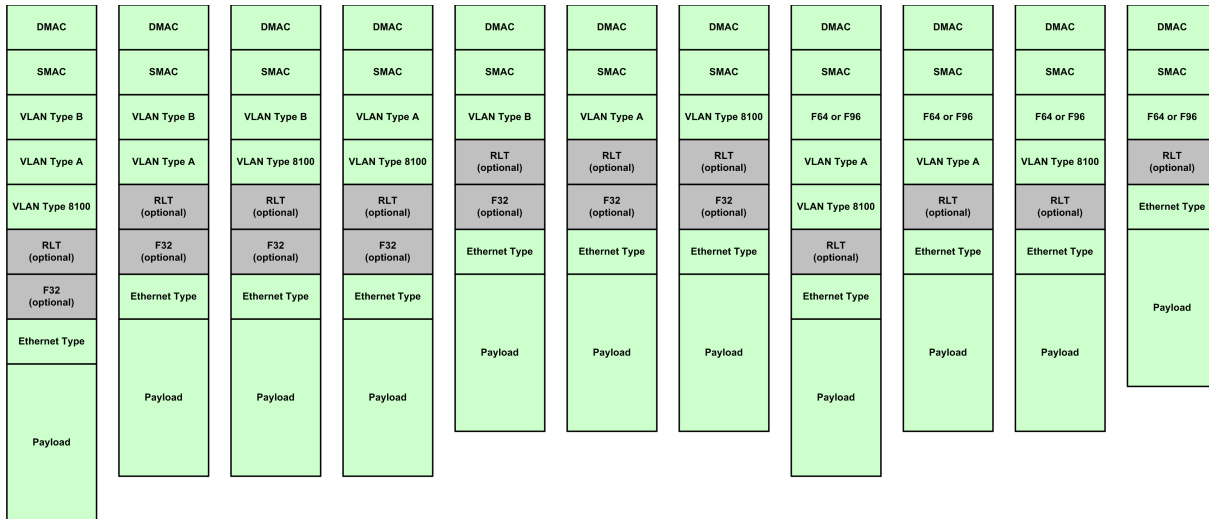 DMAC
SMAC
VLAN Type B
VLAN Type A
VLAN Type 8100
RLT
(optional)
F32
(optional)
Ethernet Type
Payload
DMAC
SMAC
VLAN Type B
VLAN Type A
RLT
(optional)
F32
(optional)
Ethernet Type
Payload
DMAC
SMAC
VLAN Type B
VLAN Type 8100
RLT
(optional)
F32
(optional)
Ethernet Type
Payload
DMAC
SMAC
VLAN Type A
VLAN Type 8100
RLT
(optional)
F32
(optional)
Ethernet Type
Payload
DMAC
SMAC
VLAN Type B
RLT
(optional)
F32
(optional)
Ethernet Type
Payload
DMAC
SMAC
VLAN Type A
RLT
(optional)
F32
(optional)
Ethernet Type
Payload
DMAC
SMAC
VLAN Type 8100
RLT
(optional)
F32
(optional)
Ethernet Type
Payload
DMAC
SMAC
F64 or F96
VLAN Type A
VLAN Type 8100
RLT
(optional)
Ethernet Type
Payload
DMAC
SMAC
F64 or F96
VLAN Type A
RLT
(optional)
Ethernet Type
Payload
DMAC
SMAC
F64 or F96
VLAN Type 8100
RLT
(optional)
Ethernet Type
Payload
DMAC
SMAC
F64 or F96
RLT
(optional)
Ethernet Type
Payload